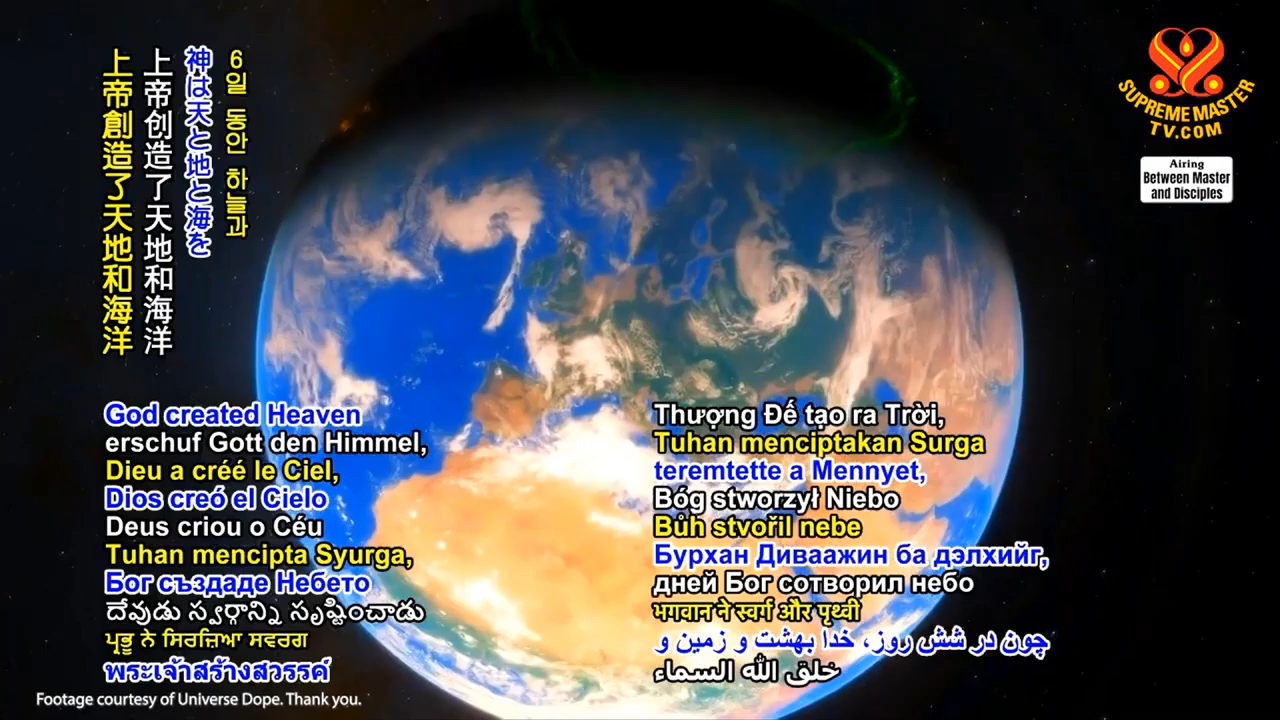 6일 동안 하늘과
神は天と地と海を
上帝创造了天地和海洋
上帝創造了天地和海洋
SUPREME MASTER
TV.COM
Airing
Between Master
and Disciples
God created Heaven
erschuf Gott den Himmel,
Dieu a créé le Ciel,
Dios creó el Cielo
Deus criou o Céu
Tuhan mencipta Syurga,
Бог създаде Небето
దేవుడు స్వర్గాన్ని సృష్టించాడు
ਪ੍ਰਭੂ ਨੇ ਸਿਰਜ਼ਿਆ ਸਵਰਗ
พระเจ้าสร้างสวรรค์
Thượng Đế tạo ra Trời,
Tuhan menciptakan Surga
teremtette a Mennyet,
Bóg stworzył Niebo
Bůh stvořil nebe
Бурхан Диваажин ба дэлхийг,
дней Бог сотворил небо
भगवान ने स्वर्ग और पृथ्वी
چون در شش روز، خدا بهشت و زمین و
خلق الله السماء
Footage courtesy of Universe Dope. Thank you.